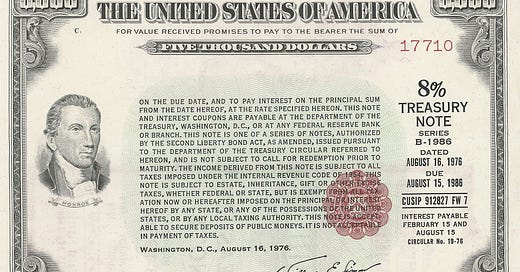 THE UNITED STATES OF AMERICA
C. FOR VALUE RECEIVED PROMISES TO PAY TO THE BEARER THE SUM OF
FIVE THOUSAND DOLLARS 17710
ON THE DUE DATE, AND TO PAY INTEREST ON THE PRINCIPAL SUM
FROM THE DATE HEREOF, AT THE RATE SPECIFIED HEREON. THIS NOTE
AND INTEREST COUPONS ARE PAYABLE AT THE DEPARTMENT OF THE
TREASURY, WASHINGTON, D.C., OR AT ANY FEDERAL RESERVE BANK
OR BRANCH. THIS NOTE IS ONE OF A SERIES OF NOTES, AUTHORIZED
BY THE SECOND LIBERTY BOND ACT, AS AMENDED, ISSUED PURSUANT
TO THE DEPARTMENT OF THE TREASURY CIRCULAR REFERRED TO
HEREON, AND IS NOT SUBJECT TO CALL FOR REDEMPTION PRIOR TO
MATURITY. THE INCOME DERIVED FROM THIS NOTE IS SUBJECT TO ALL
TAXES IMPOSED UNDER THE INTERNAL REVENUE CODE OF 1954. THIS
NOTE IS SUBJECT TO ESTATE, INHERITANCE, GIFT OR OTHER EXCISE
TAXES, WHETHER FEDERAL OR STATE, BUT IS EXEMPT FROM ALL TAX-
ATION NOW OR HEREAFTER IMPOSED ON THE PRINCIPAL OR INTEREST
HEREOF BY ANY STATE, OR ANY OF THE POSSESSIONS OF THE UNITED
STATES, OR BY ANY LOCAL TAXING AUTHORITY. THIS NOTE IS ACCEPT-
ABLE TO SECURE DEPOSITS OF PUBLIC MONEY. IT IS NOT ACCEPTABLE
IN PAYMENT OF TAXES.
WASHINGTON, D.C., AUGUST 16, 1976.
MONROE
8%
TREASURY
NOTE
SERIES
B-1986
DATED
AUGUST 16, 1976
DUE
AUGUST 15, 1986
CUSIP 912827 FW 7
INTEREST PAYABLE
FEBRUARY 15 AND
AUGUST 15
CIRCULAR No. 19-76